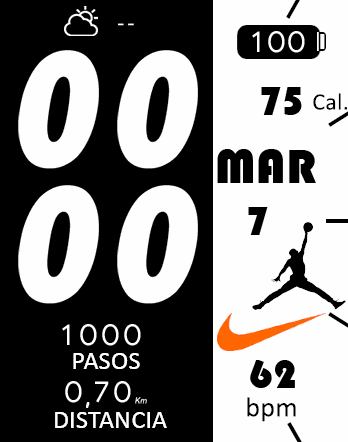 --
00
00
1000
PASOS
0,70 Km
DISTANCIA
100
75 Cal.
MAR
7
62
bpm